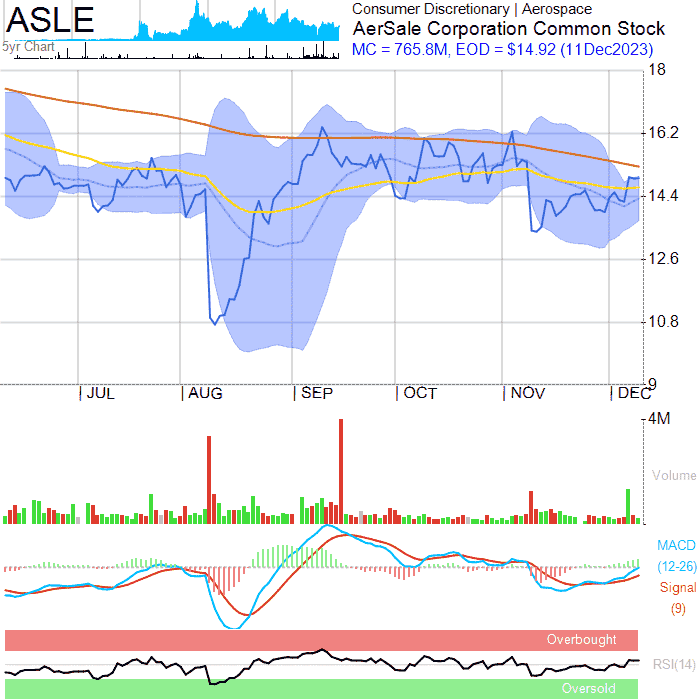 ASLE
5yr Chart
Consumer Discretionary | Aerospace
AerSale Corporation Common Stock
MC = 765.8M, EOD = $14.92 (11Dec2023)
18
16.2
14.4
12.6
10.8
9
JUL
AUG
SEP
OCT
NOV
DEC
4M
Volume
MACD
(12-26)
Signal
(9)
Overbought
RSI(14)
Oversold